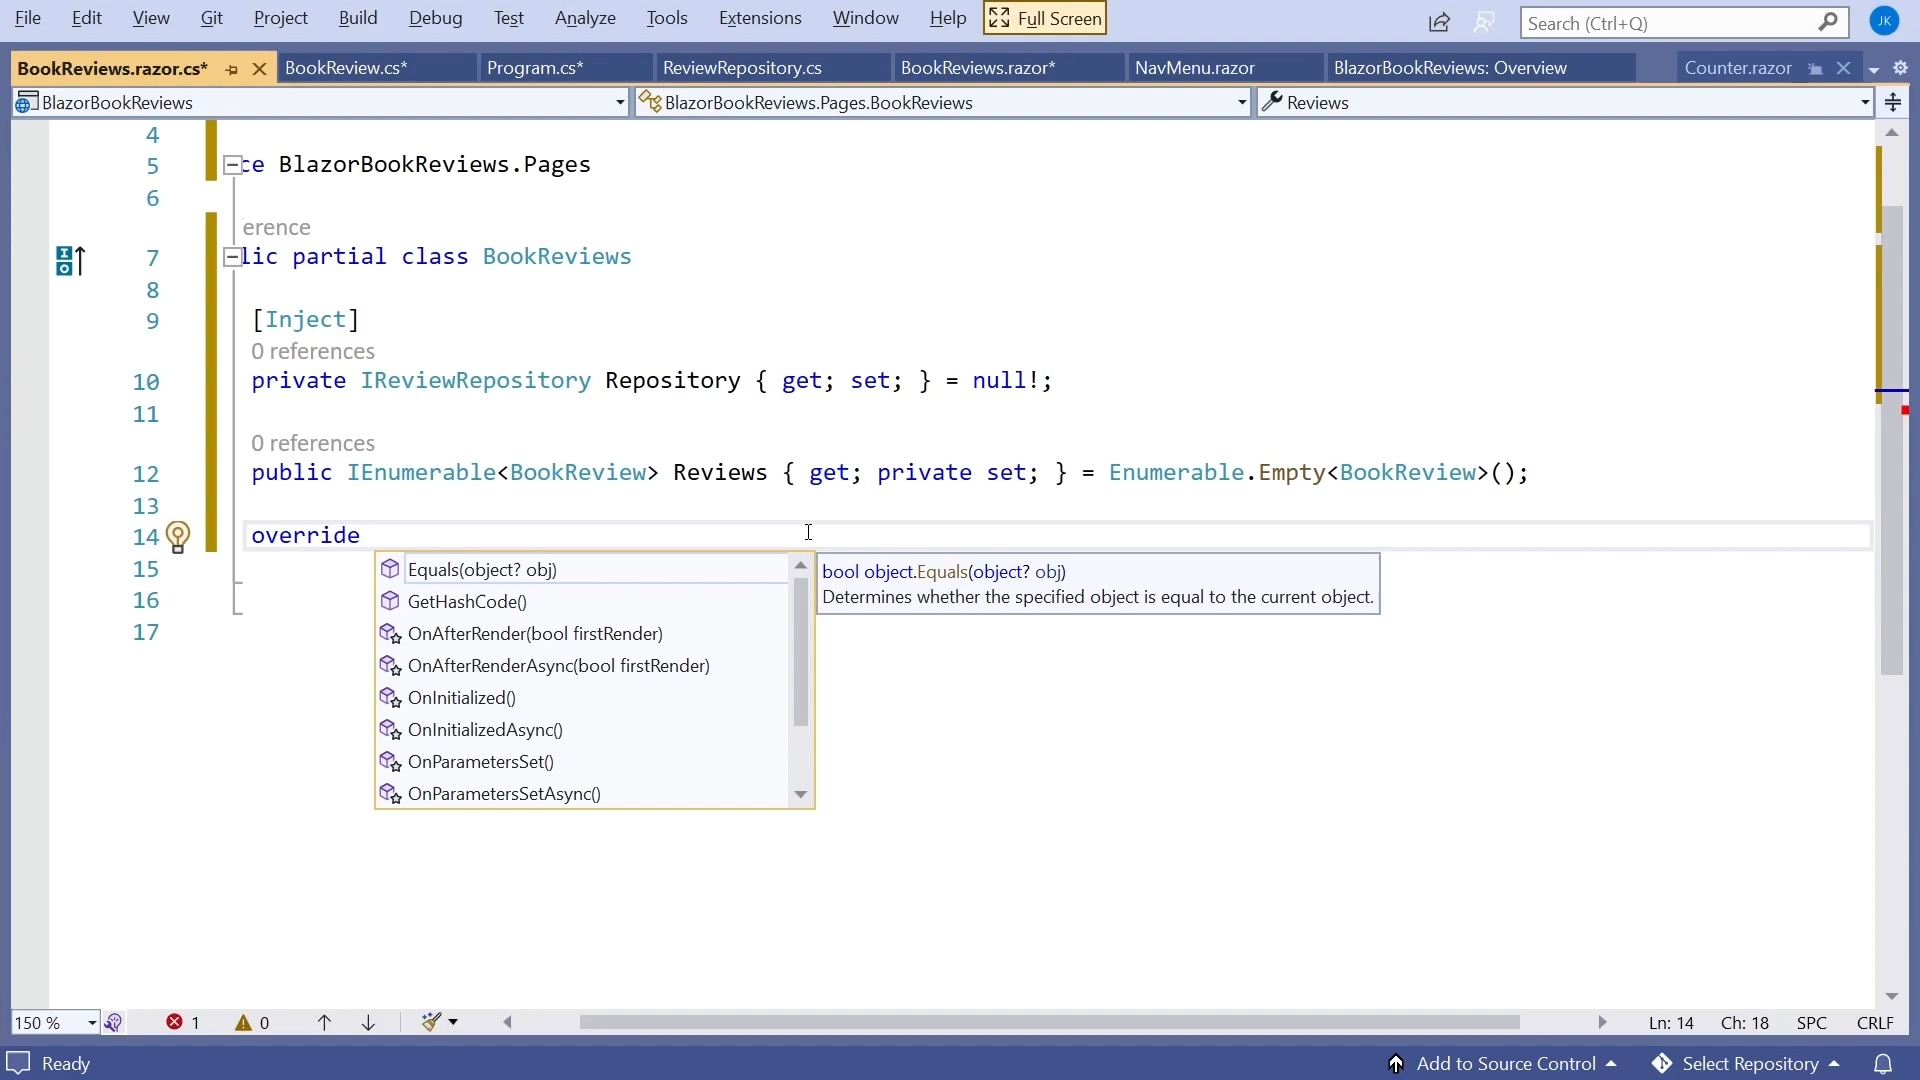 File Edit View Git Project Build Debug Test Analyze Tools Extensions Window Help Full Screen Search (Ctrl+Q) JK
BookReviews.razor.cs* BookReview.cs* Program.cs* ReviewRepository.cs BookReviews.razor* NavMenu.razor BlazorBookReviews: Overview Counter.razor
BlazorBookReviews BlazorBookReviews.Pages.BookReviews Reviews
4
5 ce BlazorBookReviews.Pages
6
erence
7 lic partial class BookReviews
8
9 [Inject]
0 references
10 private IReviewRepository Repository { get; set; } = null!;
11
0 references
12 public IEnumerable<BookReview> Reviews { get; private set; } = Enumerable.Empty<BookReview>();
13
14 override
15
16
17
Equals(object? obj)
GetHashCode()
OnAfterRender(bool firstRender)
OnAfterRenderAsync(bool firstRender)
OnInitialized()
OnInitializedAsync()
OnParametersSet()
OnParametersSetAsync()
bool object.Equals(object? obj)
Determines whether the specified object is equal to the current object.
150 % 1 0 Ln: 14 Ch: 18 SPC CRLF
Ready Add to Source Control Select Repository